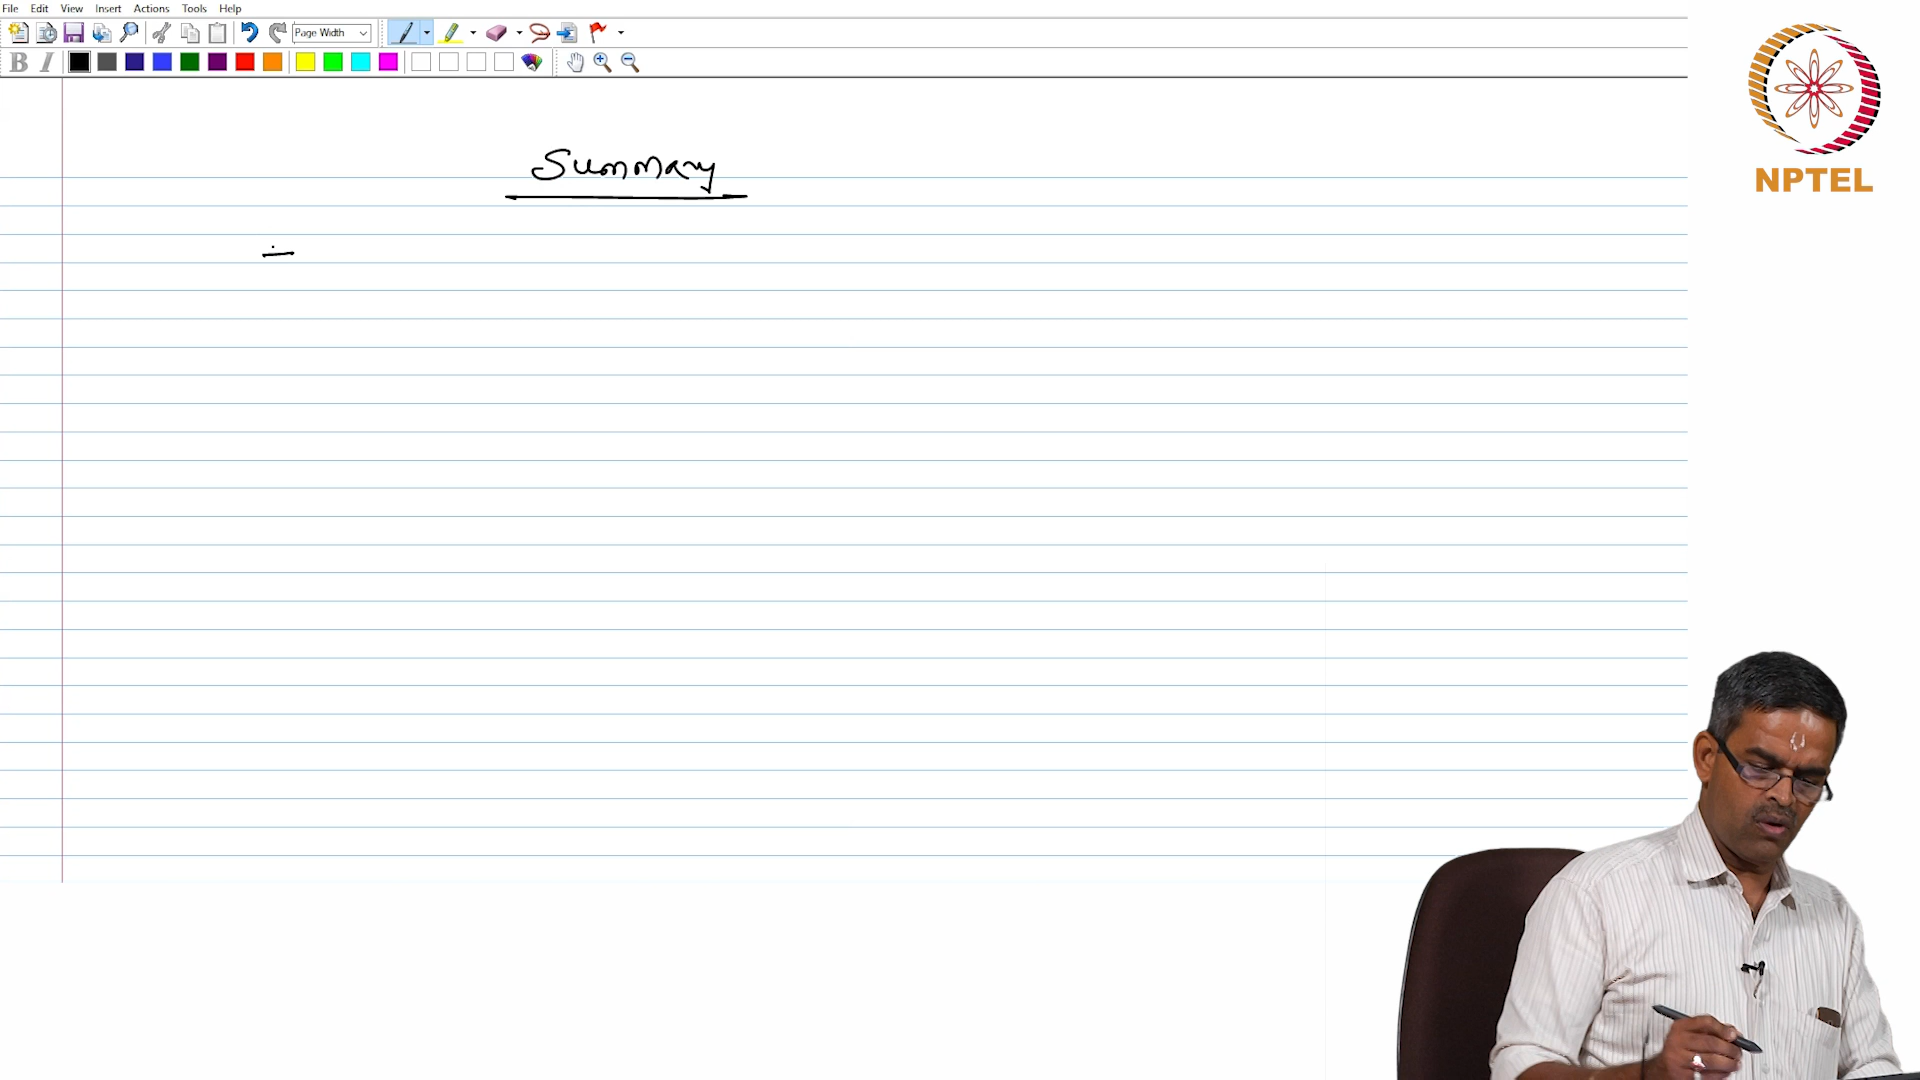 File Edit View Insert Actions Tools Help
Page Width
B I
NPTEL
Summary